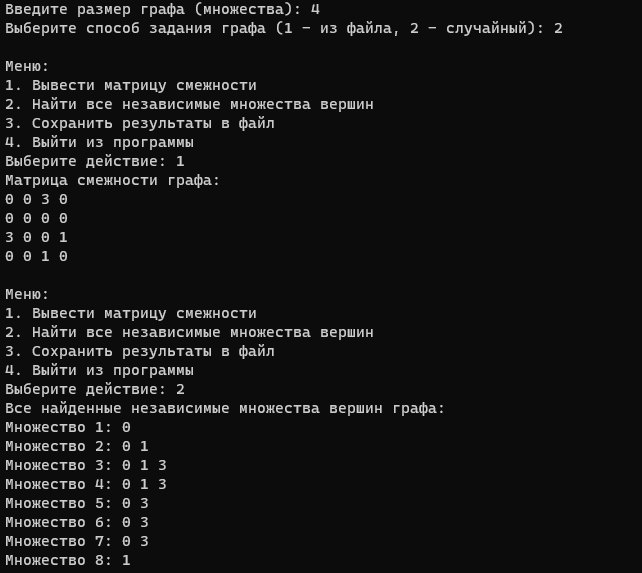 Введите размер графа (множества): 4
Выберите способ задания графа (1 - из файла, 2 - случайный): 2
Меню:
1. Вывести матрицу смежности
2. Найти все независимые множества вершин
3. Сохранить результаты в файл
4. Выйти из программы
Выберите действие: 1
Матрица смежности графа:
0 0 3 0
0 0 0 0
3 0 0 1
0 0 1 0
Меню:
1. Вывести матрицу смежности
2. Найти все независимые множества вершин
3. Сохранить результаты в файл
4. Выйти из программы
Выберите действие: 2
Все найденные независимые множества вершин графа:
Множество 1: 0
Множество 2: 0 1
Множество 3: 0 1 3
Множество 4: 0 1 3
Множество 5: 0 3
Множество 6: 0 3
Множество 7: 0 3
Множество 8: 1